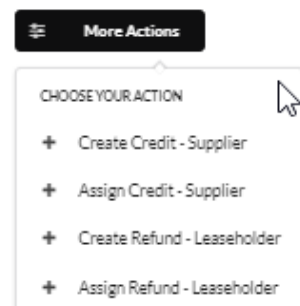 More Actions
CHOOSE YOUR ACTION
+ Create Credit - Supplier
+ Assign Credit - Supplier
+ Create Refund - Leaseholder
+ Assign Refund - Leaseholder